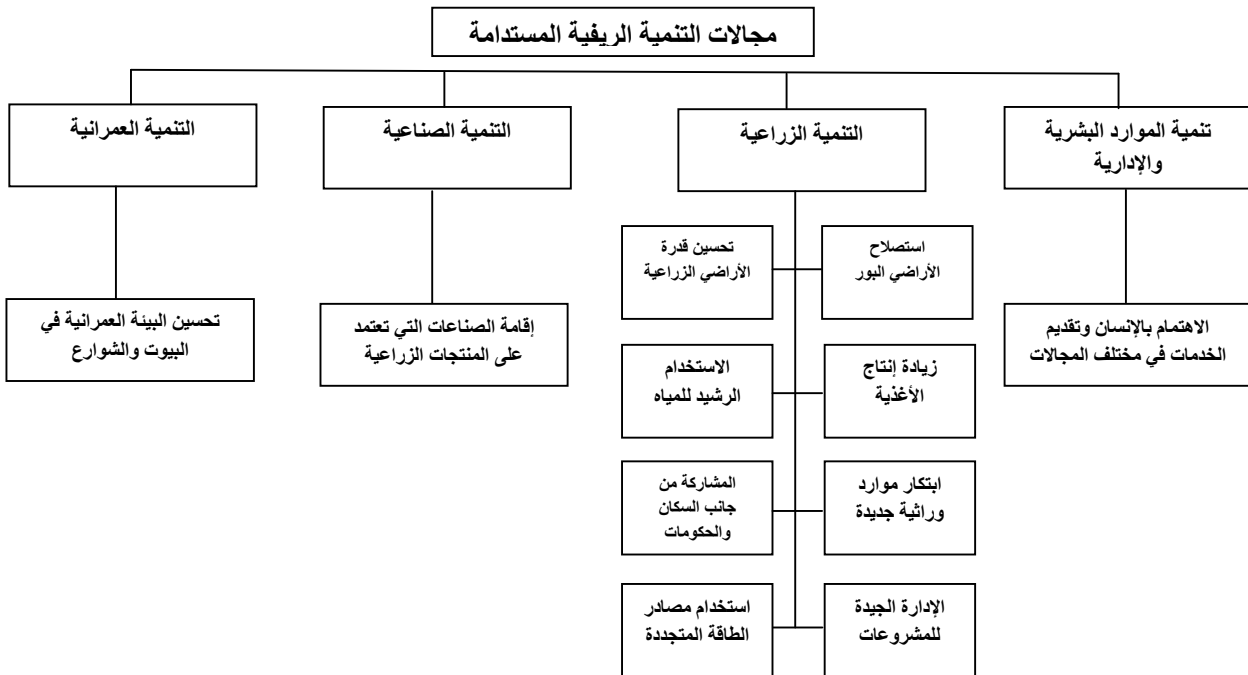 مجالات التنمية الريفية المستدامة
تنمية الموارد البشرية
والإدارية
التنمية الزراعية
التنمية الصناعية
التنمية العمرانية
الاهتمام بالإنسان وتقديم
الخدمات في مختلف المجالات
استصلاح
الأراضي البور
تحسين قدرة
الأراضي الزراعية
زيادة إنتاج
الأغذية
الاستخدام
الرشيد للمياه
ابتكار موارد
وراثية جديدة
المشاركة من
جانب السكان
والحكومات
الإدارة الجيدة
للمشروعات
استخدام مصادر
الطاقة المتجددة
إقامة الصناعات التي تعتمد
على المنتجات الزراعية
تحسين البيئة العمرانية في
البيوت والشوارع